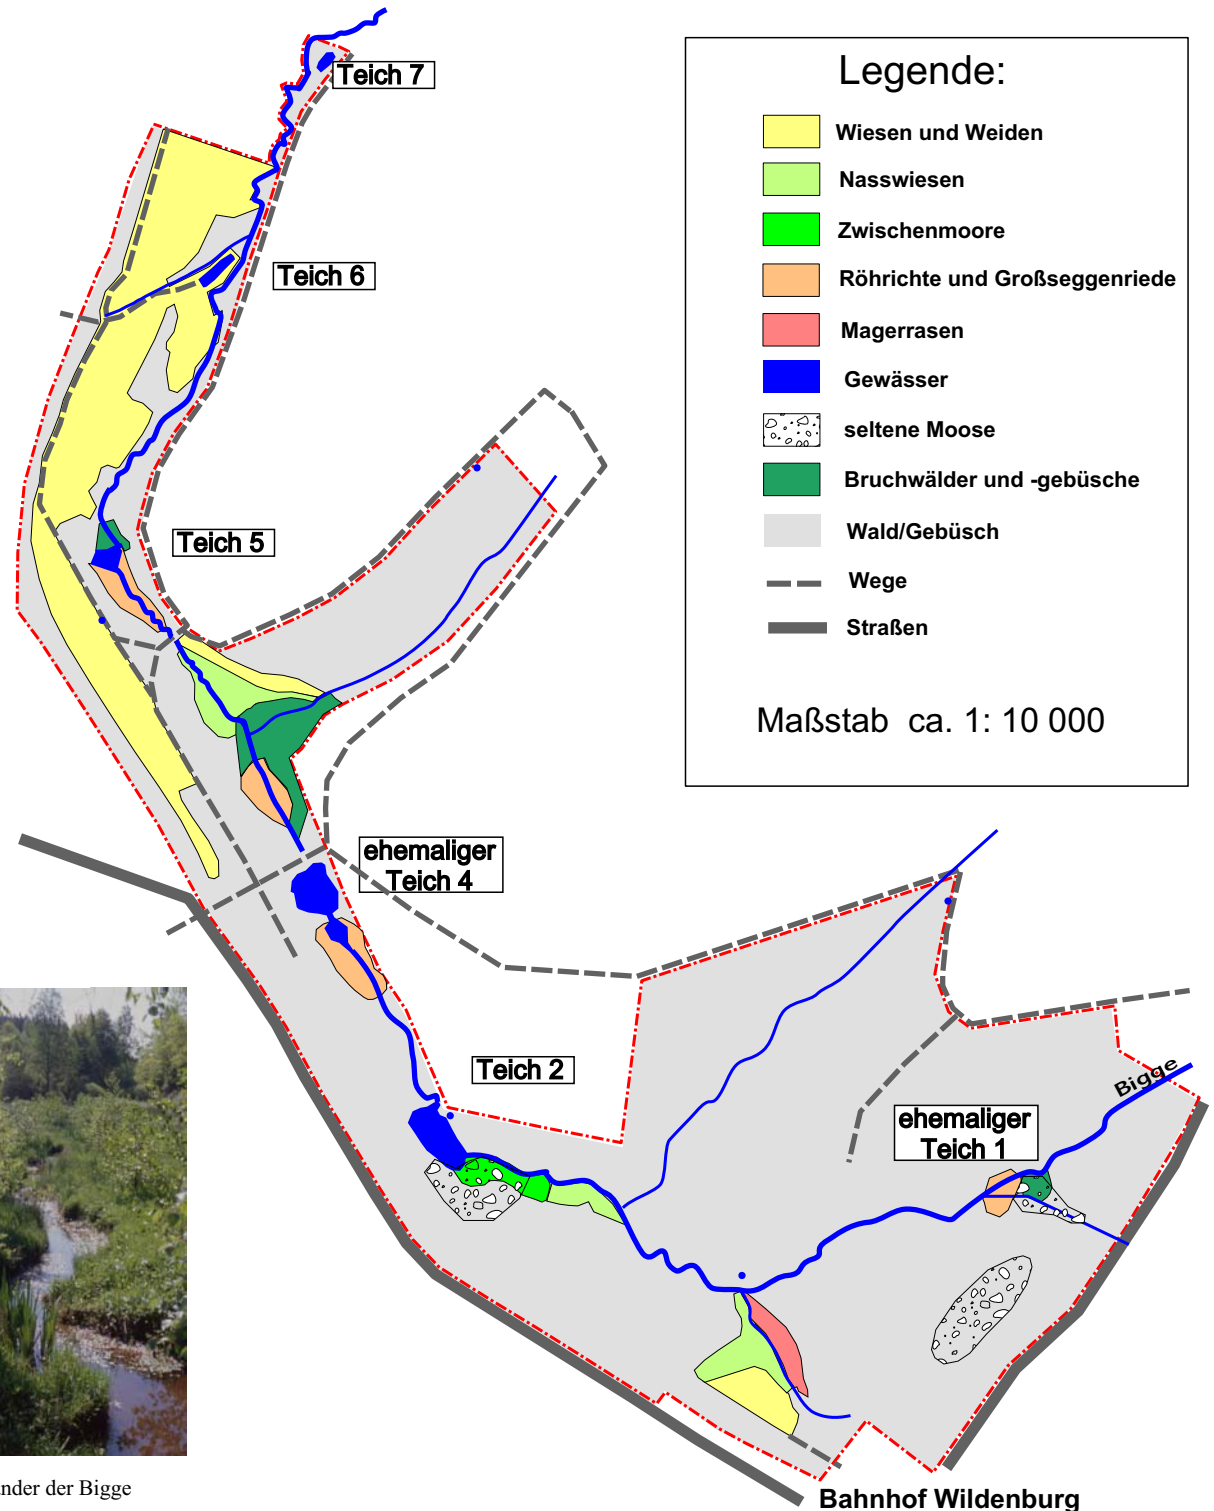 Teich 7
Teich 6
Teich 5
ehemaliger
Teich 4
Teich 2
ehemaliger
Teich 1
Bigge
Bahnhof Wildenburg
Legende:
Wiesen und Weiden
Nasswiesen
Zwischenmoore
Röhrichte und Großseggenriede
Magerrasen
Gewässer
seltene Moose
Bruchwälder und -gebüsche
Wald/Gebüsch
Wege
Straßen
Maßstab ca. 1: 10 000
der Bigge